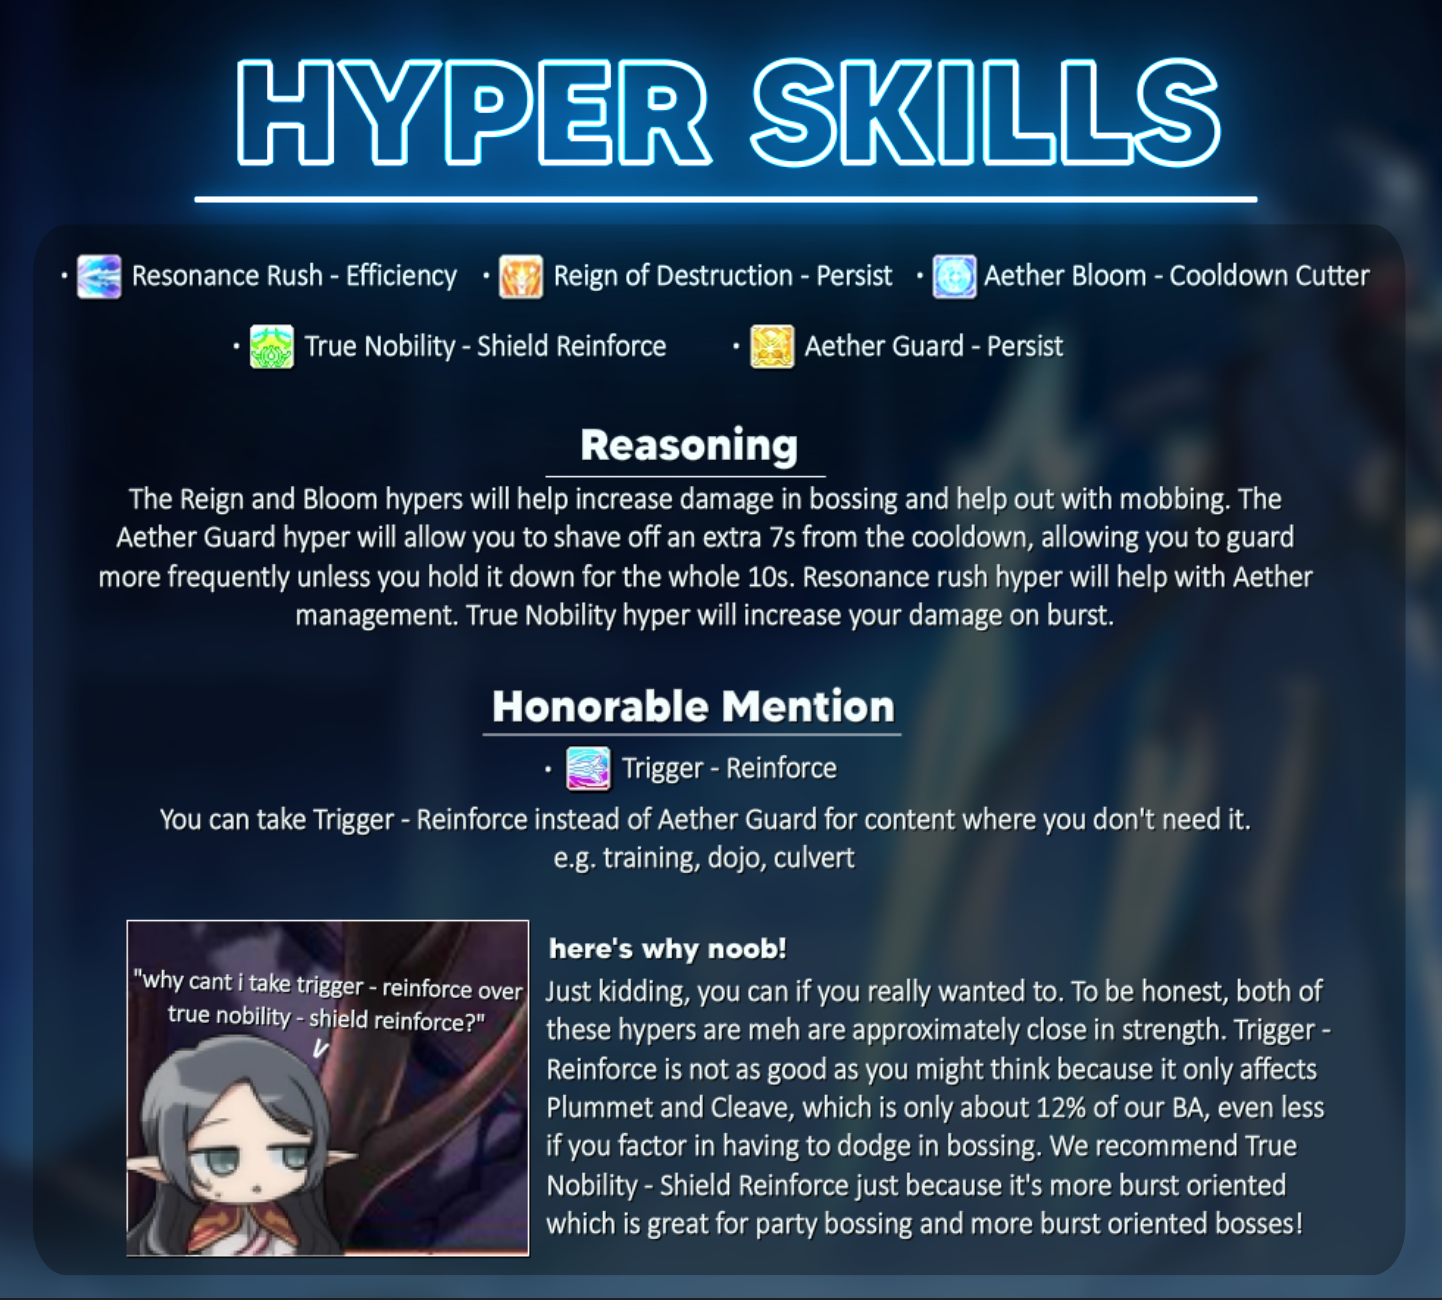 HYPER SKILLS
• Resonance Rush - Efficiency • Reign of Destruction - Persist • Aether Bloom - Cooldown Cutter
• True Nobility - Shield Reinforce • Aether Guard - Persist
Reasoning
The Reign and Bloom hypers will help increase damage in bossing and help out with mobbing. The
Aether Guard hyper will allow you to shave off an extra 7s from the cooldown, allowing you to guard
more frequently unless you hold it down for the whole 10s. Resonance rush hyper will help with Aether
management. True Nobility hyper will increase your damage on burst.
Honorable Mention
• Trigger - Reinforce
You can take Trigger - Reinforce instead of Aether Guard for content where you don't need it.
e.g. training, dojo, culvert
"why cant i take trigger - reinforce over
true nobility - shield reinforce?"
here's why noob!
Just kidding, you can if you really wanted to. To be honest, both of
these hypers are meh are approximately close in strength. Trigger -
Reinforce is not as good as you might think because it only affects
Plummet and Cleave, which is only about 12% of our BA, even less
if you factor in having to dodge in bossing. We recommend True
Nobility - Shield Reinforce just because it's more burst oriented
which is great for party bossing and more burst oriented bosses!